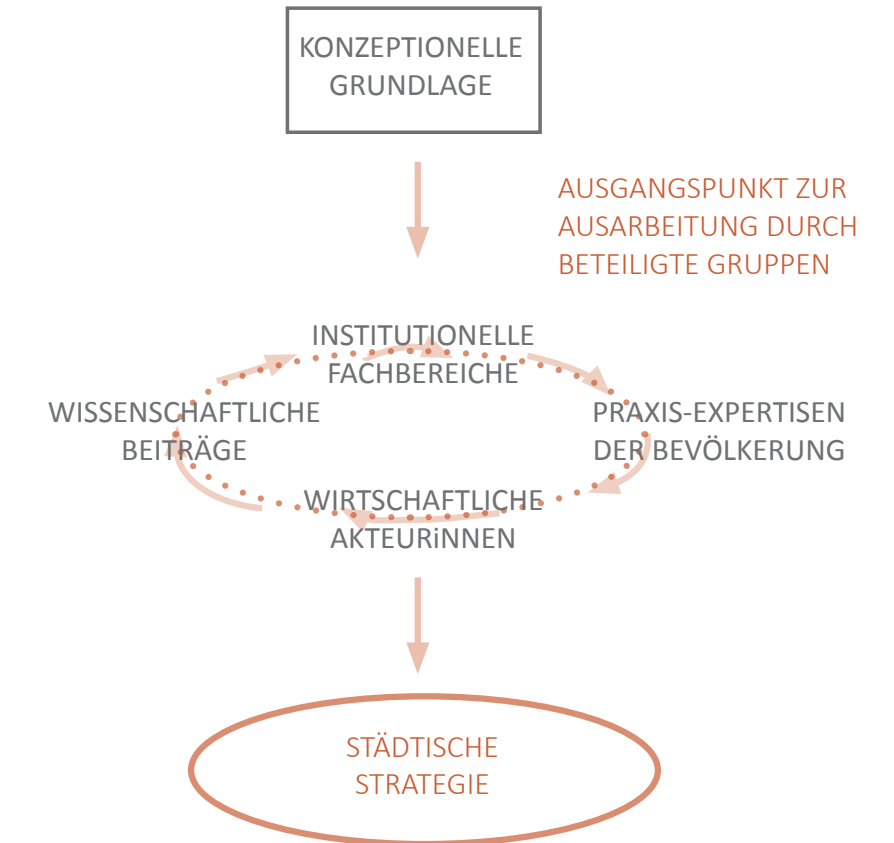 KONZEPTIONELLE
GRUNDLAGE
AUSGANGSPUNKT ZUR
AUSARBEITUNG DURCH
BETEILIGTE GRUPPEN
INSTITUTIONELLE
FACHBEREICHE
WISSENSCHAFTLICHE
BEITRÄGE
PRAXIS-EXPERTISEN
DER BEVÖLKERUNG
WIRTSCHAFTLICHE
AKTEURiNNEN
STÄDTISCHE
STRATEGIE